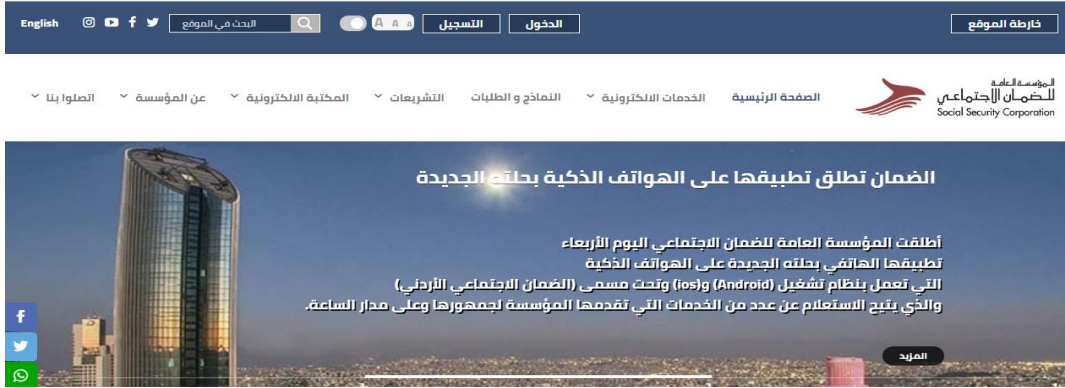 خارطة الموقع
الدخول
التسجيل
A A A
البحث في الموقع
English
المؤسسة العامة
للضمان الإجتماعي
Social Security Corporation
الصفحة الرئيسية
الخدمات الالكترونية
النماذج و الطلبات
التشريعات
المكتبة الالكترونية
عن المؤسسة
اتصلوا بنا
الضمان تطلق تطبيقها على الهواتف الذكية بحلته الجديدة
أطلقت المؤسسة العامة للضمان الاجتماعي اليوم الأربعاء
تطبيقها الهاتفي بحلته الجديدة على الهواتف الذكية
التي تعمل بنظام تشغيل (Android) و(ios) وتحت مسمى (الضمان الاجتماعي الأردني)
والذي يتيح الاستعلام عن عدد من الخدمات التي تقدمها المؤسسة لجمهورها وعلى مدار الساعة.
المزيد